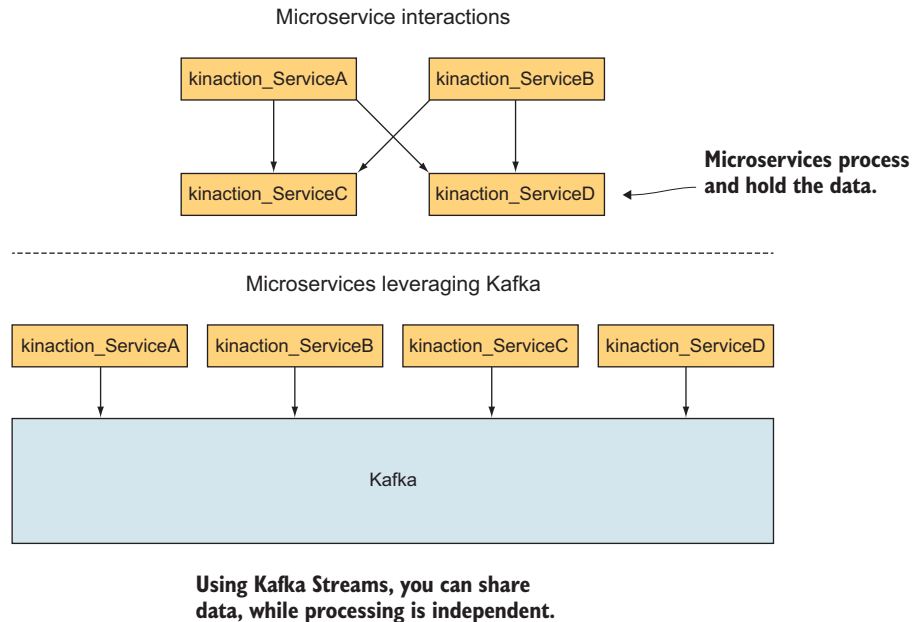 Microservice interactions
kinaction_ServiceA
kinaction_ServiceB
kinaction_ServiceC
kinaction_ServiceD
Microservices process
and hold the data.
Microservices leveraging Kafka
kinaction_ServiceA
kinaction_ServiceB
kinaction_ServiceC
kinaction_ServiceD
Kafka
Using Kafka Streams, you can share
data, while processing is independent.